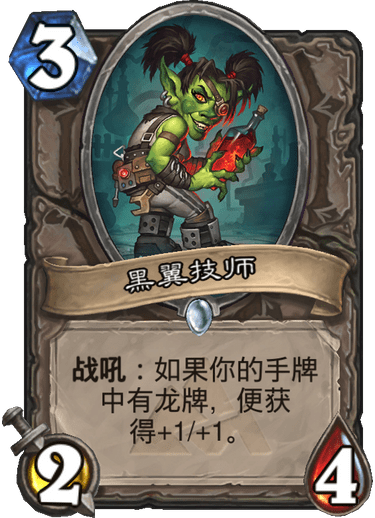 3
黑翼技师
战吼：如果你的手牌
中有龙牌，便获
得+1/+1。
2
4